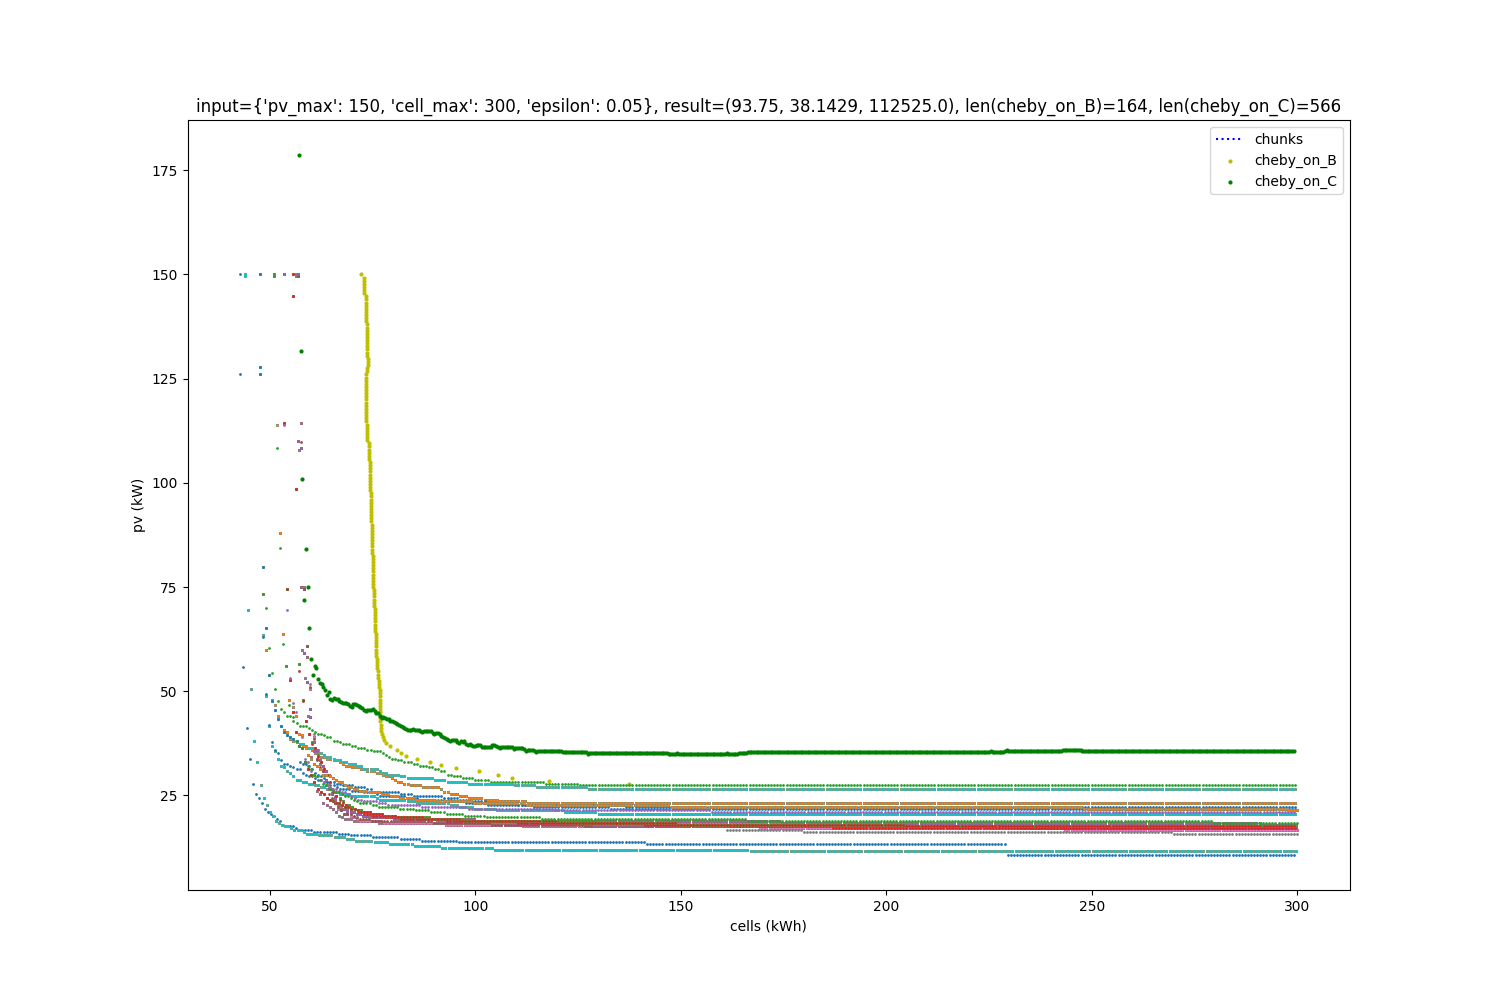 input={'pv_max': 150, 'cell_max': 300, 'epsilon': 0.05}, result=(93.75, 38.1429, 112525.0), len(cheby_on_B)=164, len(cheby_on_C)=566
chunks
cheby_on_B
cheby_on_C
175
150
125
100
75
50
25
pv (kW)
50 100 150 200 250 300
cells (kWh)